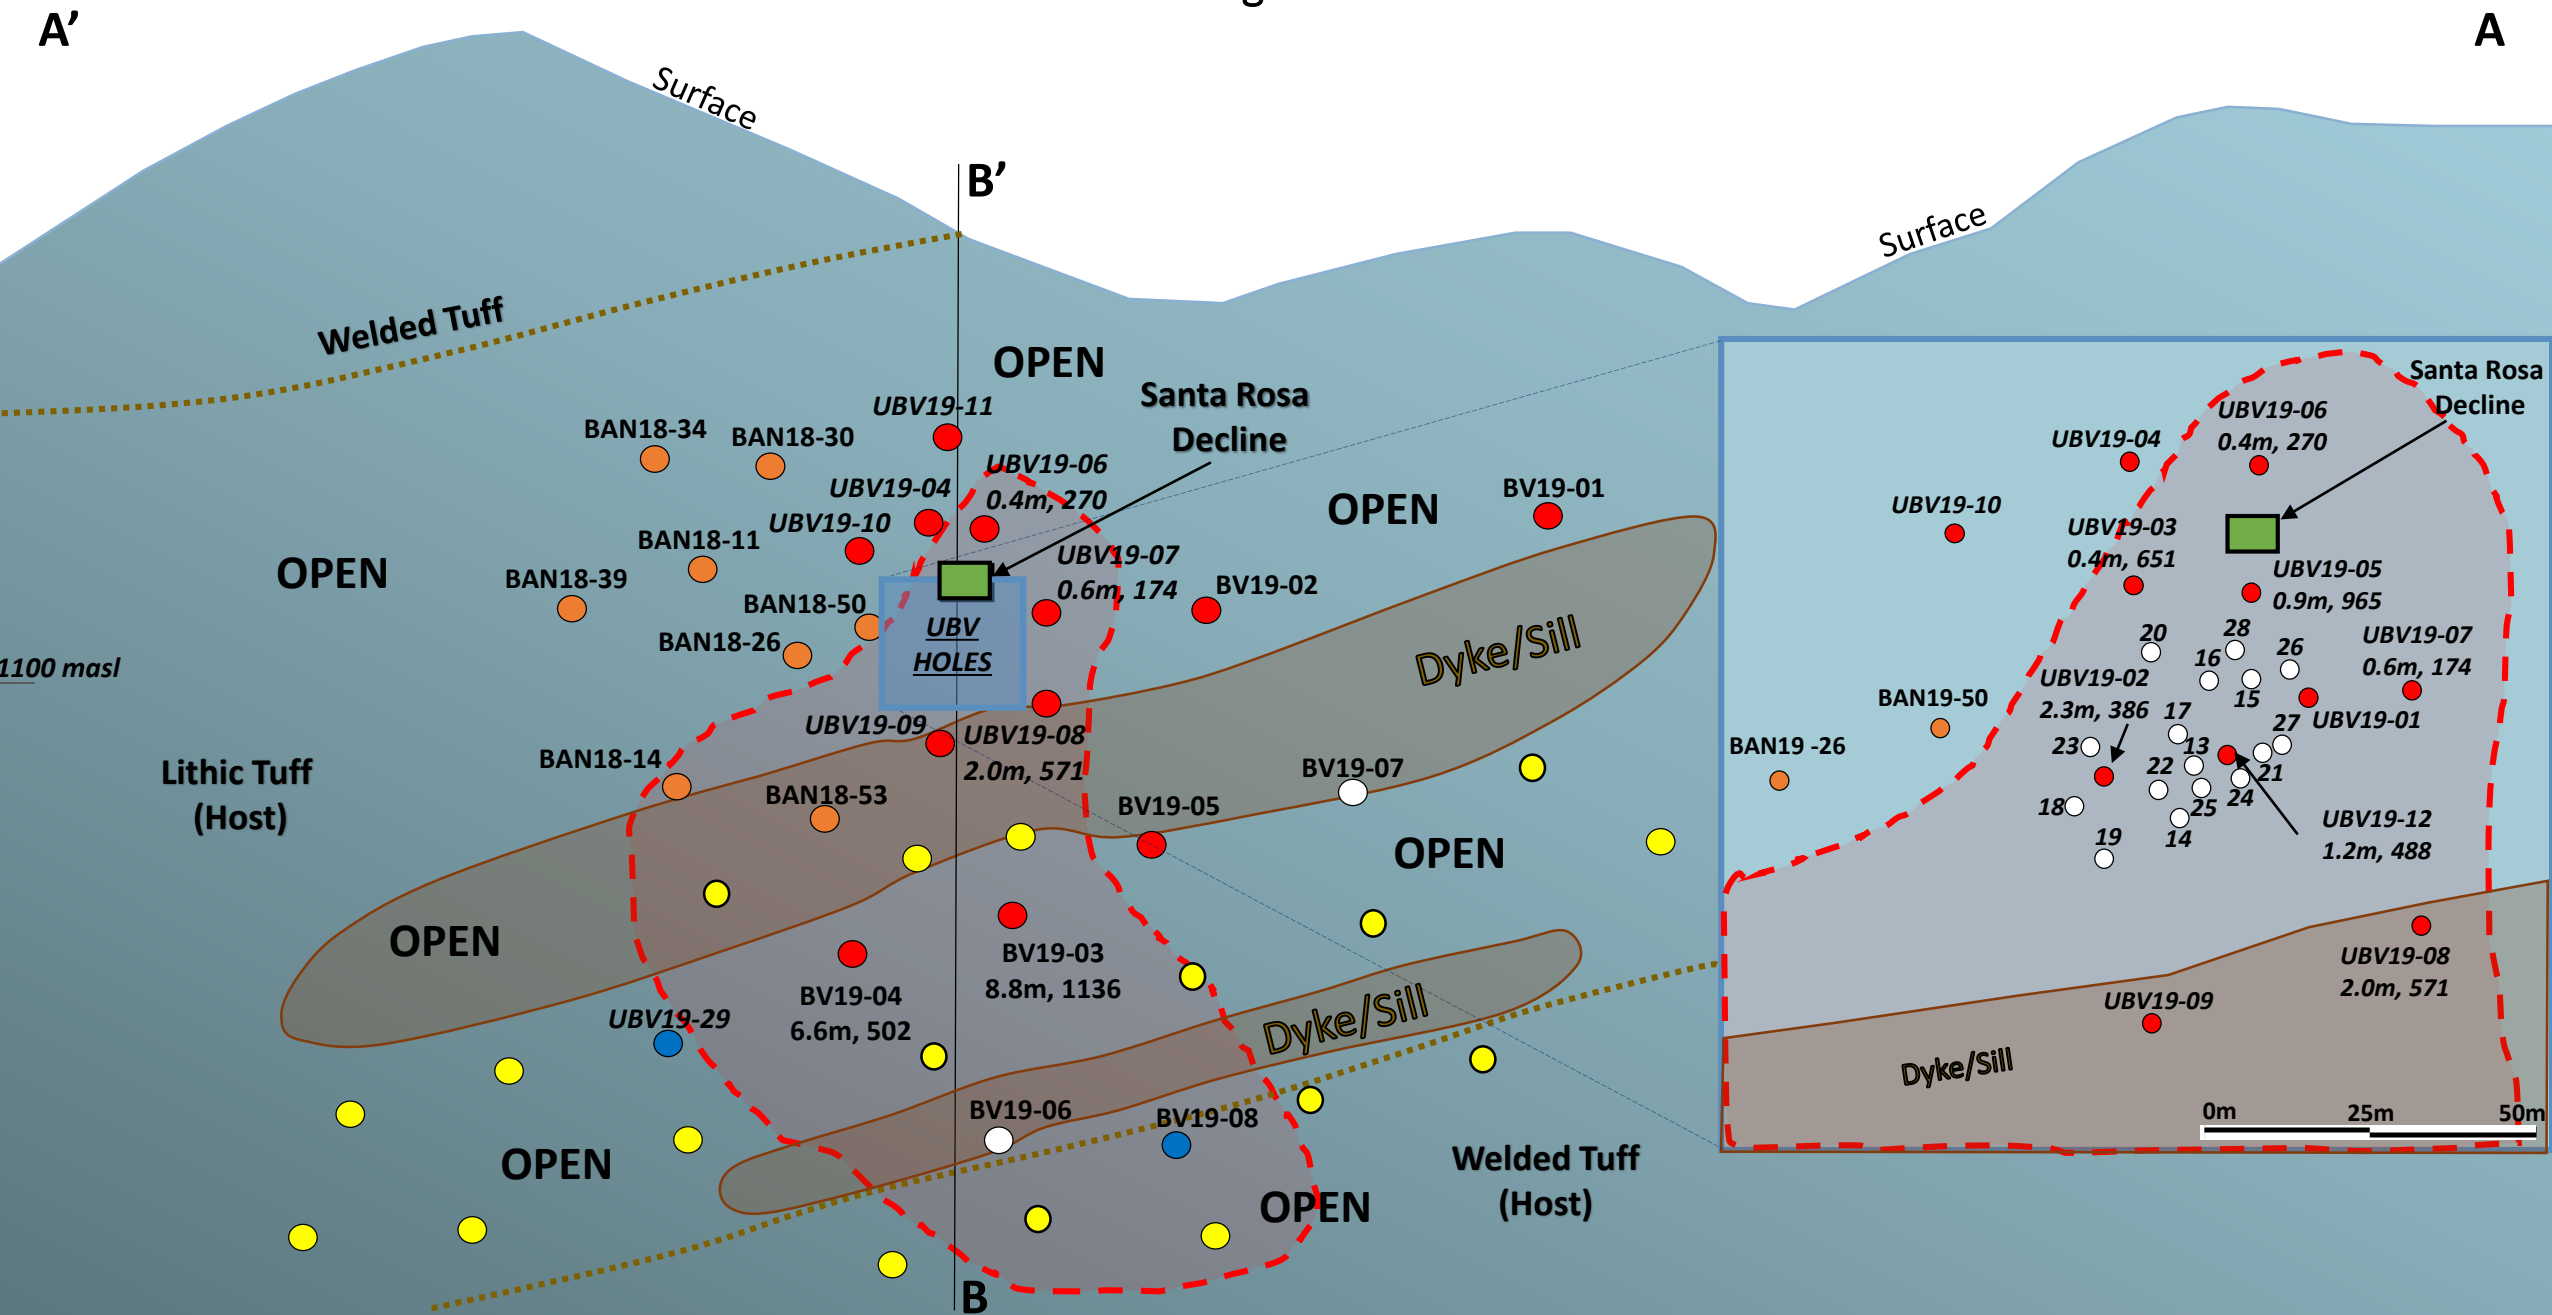 A’
A
Surface
B’
Surface
Welded Tuff
OPEN
Santa Rosa
Decline
UBV19-11
BAN18-34
BAN18-30
UBV19-06
0.4m, 270
UBV19-04
UBV19-10
OPEN
BV19-01
BAN18-11
OPEN
BAN18-39
UBV19-07
0.6m, 174
BV19-02
BAN18-50
BAN18-26
UBV
HOLES
1100 masl
Dyke/Sill
UBV19-09
UBV19-08
2.0m, 571
BAN18-14
BAN18-53
Lithic Tuff
(Host)
BV19-07
BV19-05
OPEN
OPEN
BV19-03
8.8m, 1136
BV19-04
6.6m, 502
UBV19-29
Dyke/Sill
BV19-06
BV19-08
OPEN
Welded Tuff
(Host)
OPEN
B
Santa Rosa
Decline
UBV19-06
0.4m, 270
UBV19-04
UBV19-10
UBV19-03
0.4m, 651
UBV19-05
0.9m, 965
20
28
26
UBV19-07
0.6m, 174
16
15
UBV19-02
2.3m, 386
BAN19-50
UBV19-01
17
27
BAN19 -26
23
13
22
21
18
25
24
14
19
UBV19-12
1.2m, 488
UBV19-08
2.0m, 571
UBV19-09
Dyke/Sill
0m
25m
50m